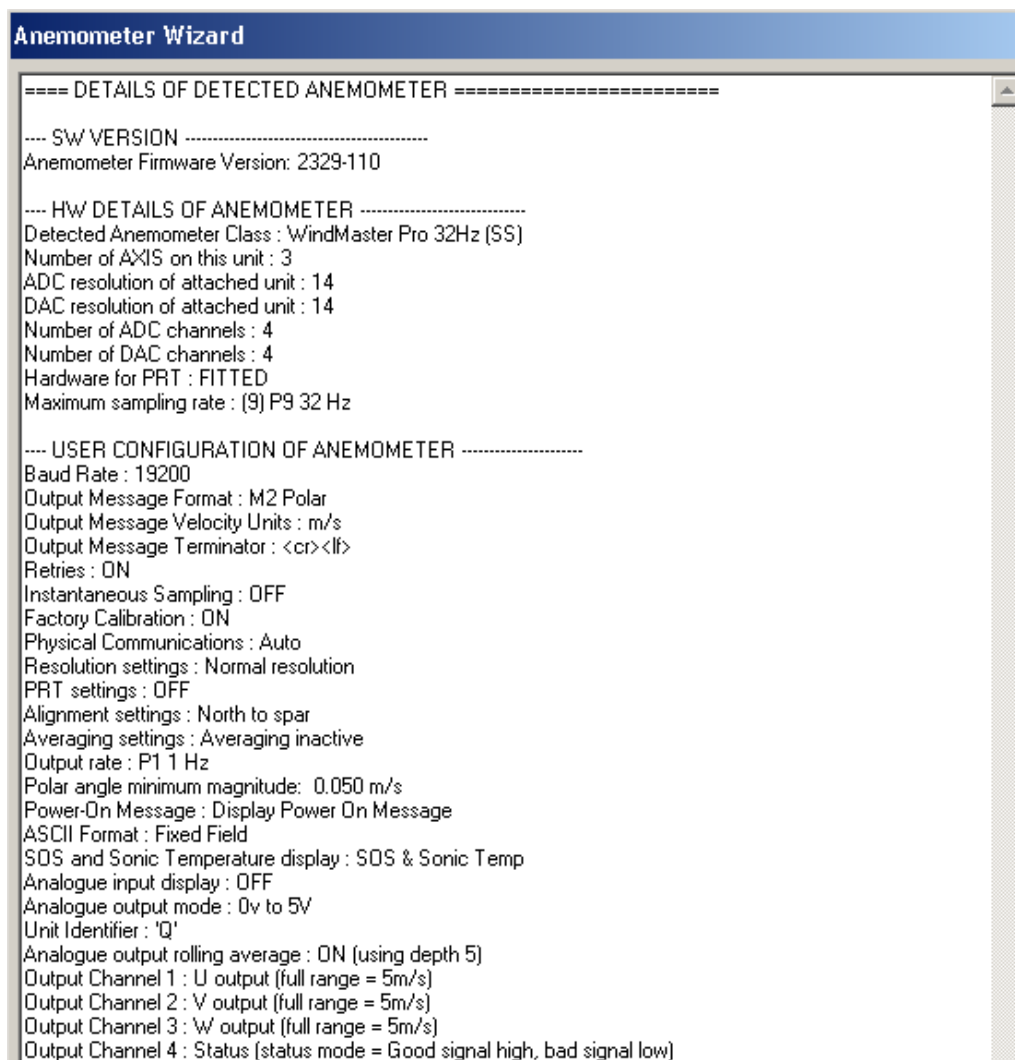 Anemometer Wizard
==== DETAILS OF DETECTED ANEMOMETER ========================
---- SW VERSION --------------------------------------------
Anemometer Firmware Version: 2329-110
---- HW DETAILS OF ANEMOMETER ------------------------------
Detected Anemometer Class : WindMaster Pro 32Hz (SS)
Number of AXIS on this unit : 3
ADC resolution of attached unit : 14
DAC resolution of attached unit : 14
Number of ADC channels : 4
Number of DAC channels : 4
Hardware for PRT : FITTED
Maximum sampling rate : (9) P9 32 Hz
---- USER CONFIGURATION OF ANEMOMETER ----------------------
Baud Rate : 19200
Output Message Format : M2 Polar
Output Message Velocity Units : m/s
Output Message Terminator : <cr><lf>
Retries : ON
Instantaneous Sampling : OFF
Factory Calibration : ON
Physical Communications : Auto
Resolution settings : Normal resolution
PRT settings : OFF
Alignment settings : North to spar
Averaging settings : Averaging inactive
Output rate : P1 1 Hz
Polar angle minimum magnitude:  0.050 m/s
Power-On Message : Display Power On Message
ASCII Format : Fixed Field
SOS and Sonic Temperature display : SOS & Sonic Temp
Analogue input display : OFF
Analogue output mode : 0v to 5V
Unit Identifier : 'Q'
Analogue output rolling average : ON (using depth 5)
Output Channel 1 : U output (full range = 5m/s)
Output Channel 2 : V output (full range = 5m/s)
Output Channel 3 : W output (full range = 5m/s)
Output Channel 4 : Status (status mode = Good signal high, bad signal low)